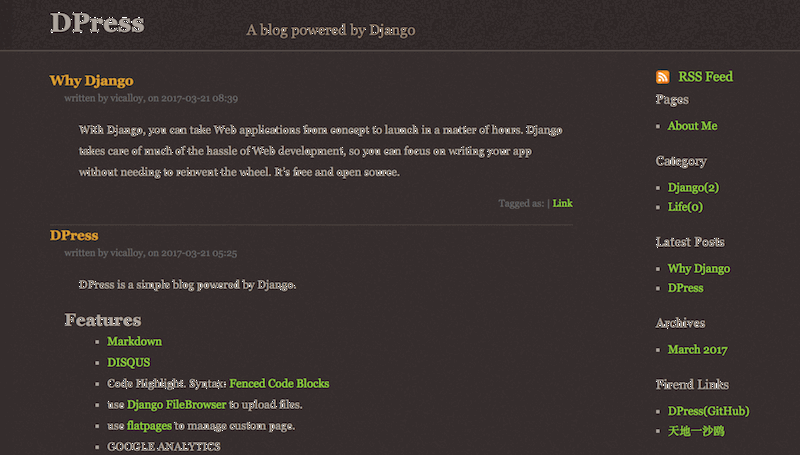 DPress
A blog powered by Django
Why Django
written by vicalloy, on 2017-03-21 08:39
With Django, you can take Web applications from concept to launch in a matter of hours. Django
takes care of much of the hassle of Web development, so you can focus on writing your app
without needing to reinvent the wheel. It's free and open source.
Tagged as: | Link
DPress
written by vicalloy, on 2017-03-21 05:25
DPress is a simple blog powered by Django.
Features
Markdown
DISQUS
Code Highlight. Syntax: Fenced Code Blocks
use Django FileBrowser to upload files.
use flatpages to manage custom page.
GOOGLE ANALYTICS
RSS Feed
Pages
About Me
Category
Django(2)
Life(0)
Latest Posts
Why Django
DPress
Archives
March 2017
Firend Links
DPress(GitHub)
天地一沙鸥